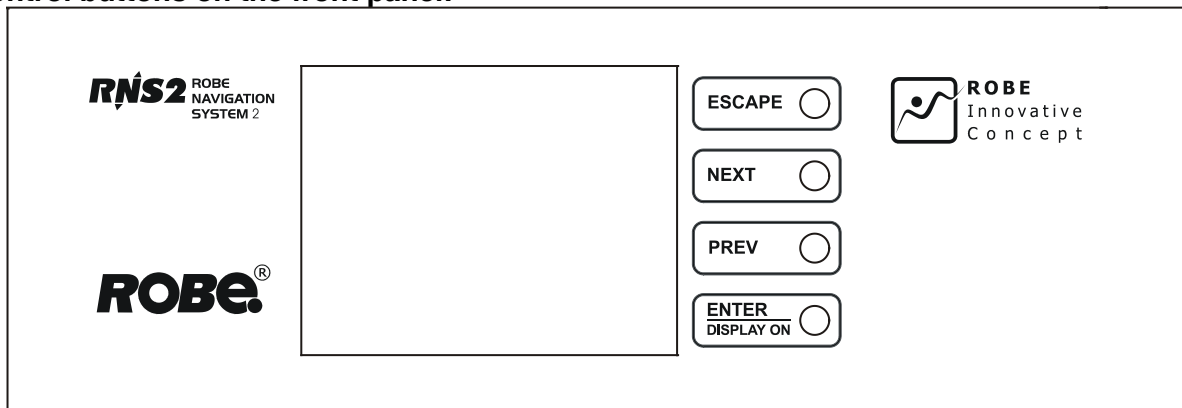 RNS2 ROBE
NAVIGATION
SYSTEM 2
ROBE®
ESCAPE
NEXT
PREV
ENTER
DISPLAY ON
ROBE
Innovative
Concept